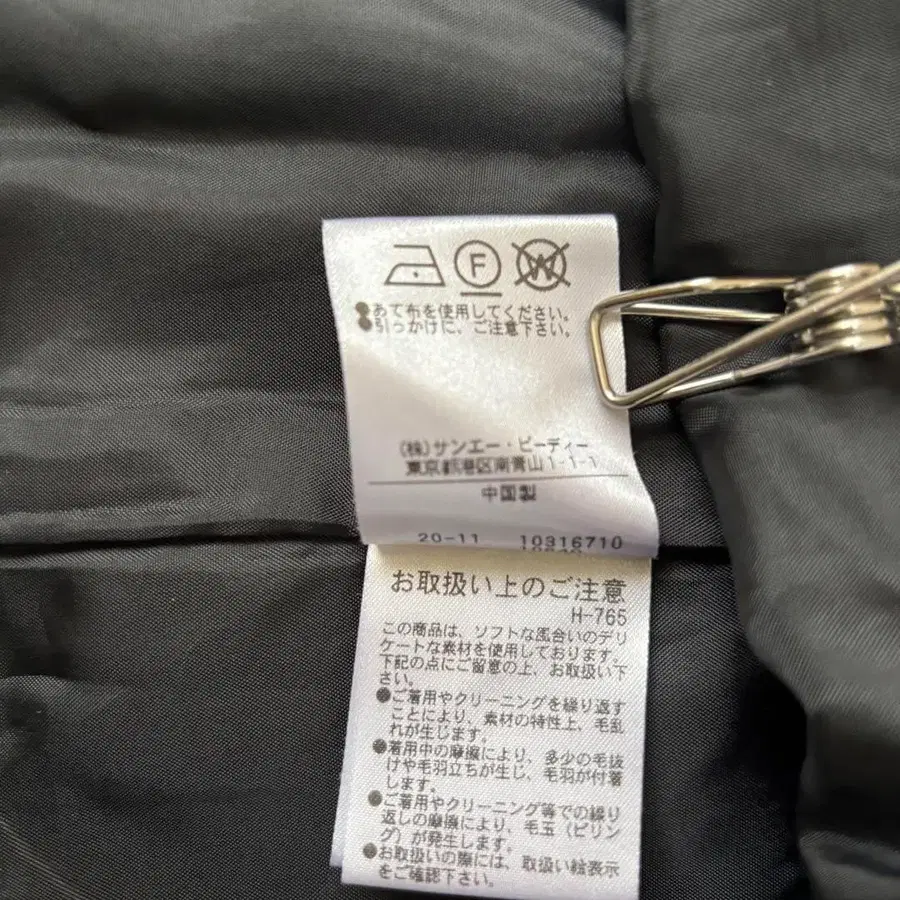 F W
●あて布を使用してください。
●引っかけに、ご注意下さい。
(株)サンエー・ビーディー
東京都港区南青山1-1-1
中国製
20-11 10316710
お取扱い上のご注意
H-765
この商品は、ソフトな風合いのデリ
ケートな素材を使用しております。
下記の点にご留意の上、お取扱い下
さい。
●ご着用やクリーニングを繰り返す
ことにより、素材の特性上、毛乱
れが生じます。
●着用中の摩擦により、多少の毛抜
けや毛羽立ちが生じ、毛羽が付着
します。
●ご着用やクリーニング等での繰り
返しの摩擦により、毛玉（ピリン
グ）が発生します。
●お取扱いの際には、取扱い絵表示
をご確認下さい。